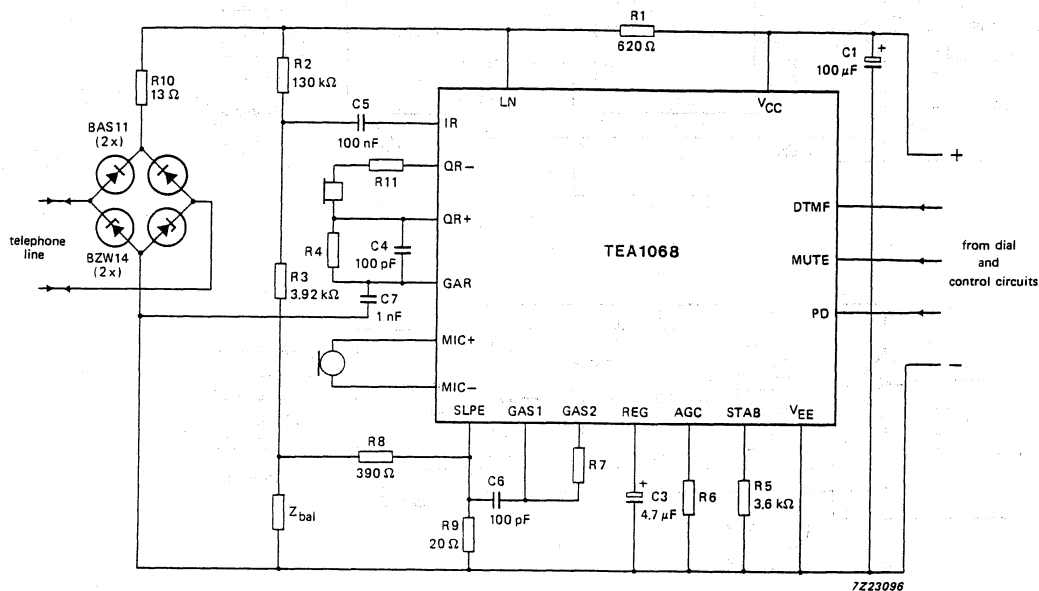 R1
620 Ω
C1
100 µF
+
R2
130 kΩ
R10
13 Ω
LN
VCC
BAS11
(2x)
C5
100 nF
IR
QR−
R11
+
QR+
DTMF
telephone
line
R4
C4
100 pF
TEA1068
from dial
and
control circuits
BZW14
(2x)
MUTE
R3
3,92 kΩ
GAR
C7
1 nF
PD
MIC+
−
MIC−
SLPE
GAS1
GAS2
REG
AGC
STAB
VEE
R8
390 Ω
R7
C6
100 pF
+
C3
4,7 µF
R6
R5
3,6 kΩ
Zbal
R9
20 Ω
7Z23096